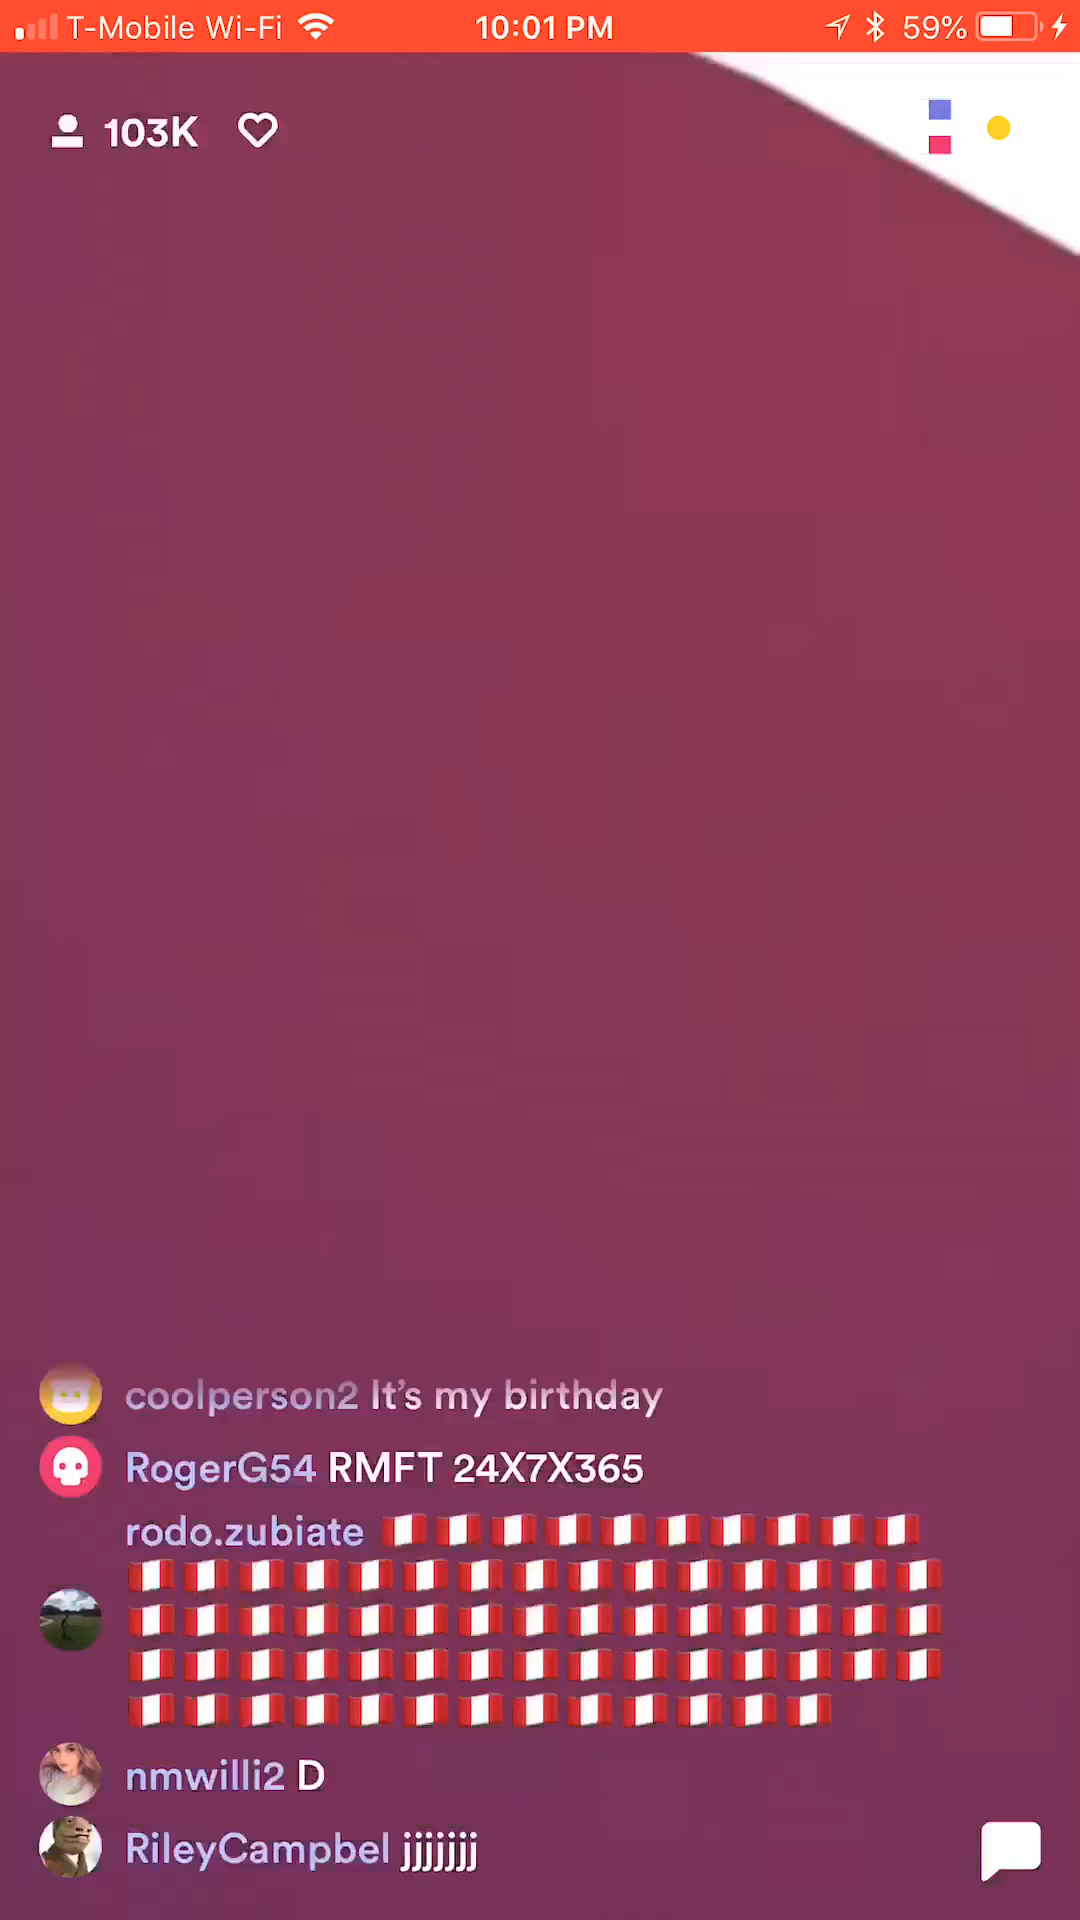 T-Mobile Wi-Fi 10:01 PM 59%
103K
coolperson2 It’s my birthday
RogerG54 RMFT 24X7X365
rodo.zubiate 🇵🇪🇵🇪🇵🇪🇵🇪🇵🇪🇵🇪🇵🇪🇵🇪🇵🇪🇵🇪
🇵🇪🇵🇪🇵🇪🇵🇪🇵🇪🇵🇪🇵🇪🇵🇪🇵🇪🇵🇪🇵🇪🇵🇪🇵🇪🇵🇪🇵🇪
🇵🇪🇵🇪🇵🇪🇵🇪🇵🇪🇵🇪🇵🇪🇵🇪🇵🇪🇵🇪🇵🇪🇵🇪🇵🇪🇵🇪🇵🇪
🇵🇪🇵🇪🇵🇪🇵🇪🇵🇪🇵🇪🇵🇪🇵🇪🇵🇪🇵🇪🇵🇪🇵🇪🇵🇪🇵🇪🇵🇪
🇵🇪🇵🇪🇵🇪🇵🇪🇵🇪🇵🇪🇵🇪🇵🇪🇵🇪🇵🇪🇵🇪🇵🇪🇵🇪
nmwilli2 D
RileyCampbel jjjjjjj